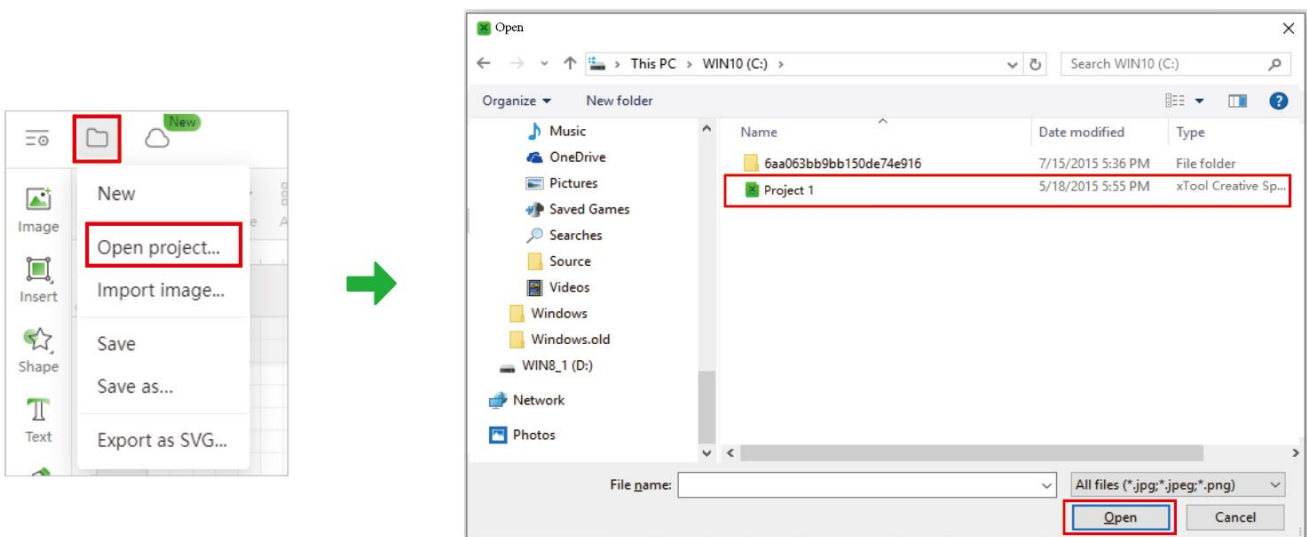 New
New
Open project...
Import image...
Save
Save as...
Export as SVG...
Image
Insert
Shape
Text
Open
This PC > WIN10 (C:) >
Search WIN10 (C:)
Organize
New folder
Music
OneDrive
Pictures
Saved Games
Searches
Source
Videos
Windows
Windows.old
WIN8_1 (D:)
Network
Photos
Name Date modified Type
6aa063bb9bb150de74e916 7/15/2015 5:36 PM File folder
Project 1 5/18/2015 5:55 PM xTool Creative Sp...
File name:
All files (*.jpg;*.jpeg;*.png)
Open Cancel